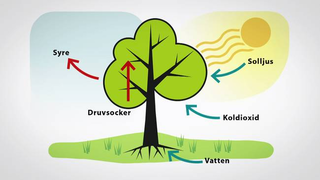 Syre
Solljus
Druvsocker
Koldioxid
Vatten